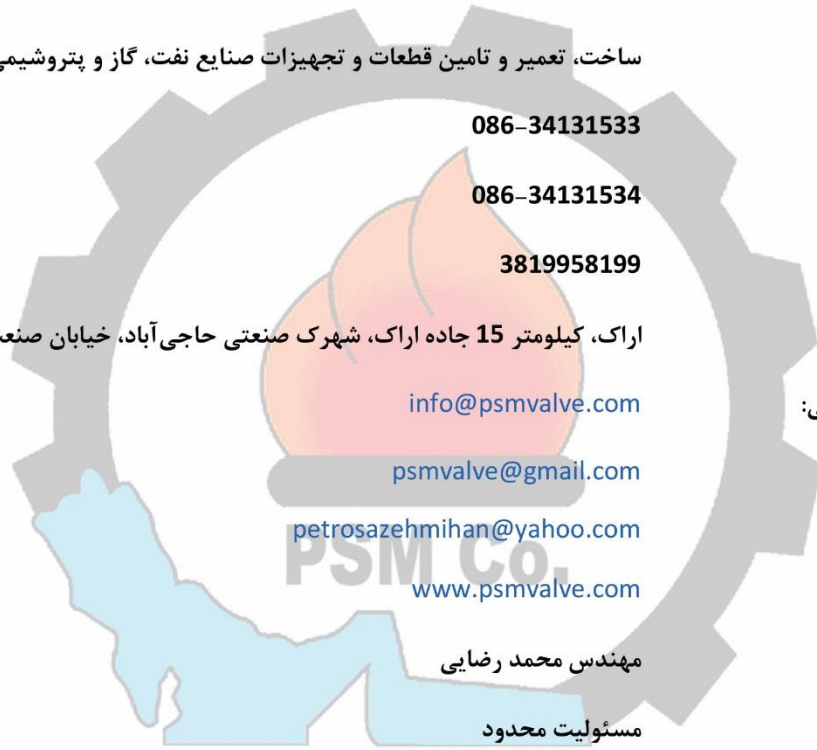 ساخت، تعمیر و تامین قطعات و تجهیزات صنایع نفت، گاز و پتروشیمی
086-34131533
086-34131534
3819958199
اراک، کیلومتر 15 جاده اراک، شهرک صنعتی حاجی‌آباد، خیابان
info@psmvalve.com
psmvalve@gmail.com
petrosazehmihan@yahoo.com
PSM Co.
www.psmvalve.com
مهندس محمد رضایی
مسئولیت محدود